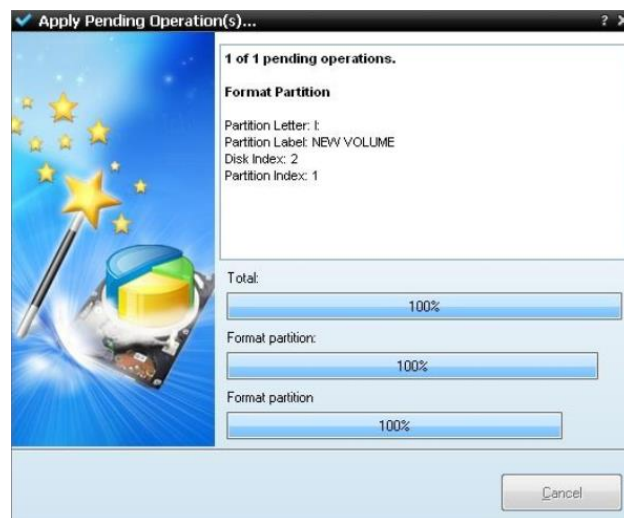 Apply Pending Operation(s)...
1 of 1 pending operations.
Format Partition
Partition Letter: I:
Partition Label: NEW VOLUME
Disk Index: 2
Partition Index: 1
Total:
100%
Format partition:
100%
Format partition
100%
Cancel